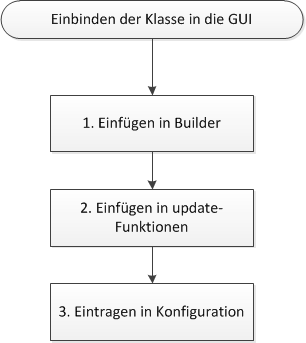 Einbinden der Klasse in die GUI
1. Einfügen in Builder
2. Einfügen in update-
Funktionen
3. Eintragen in Konfiguration